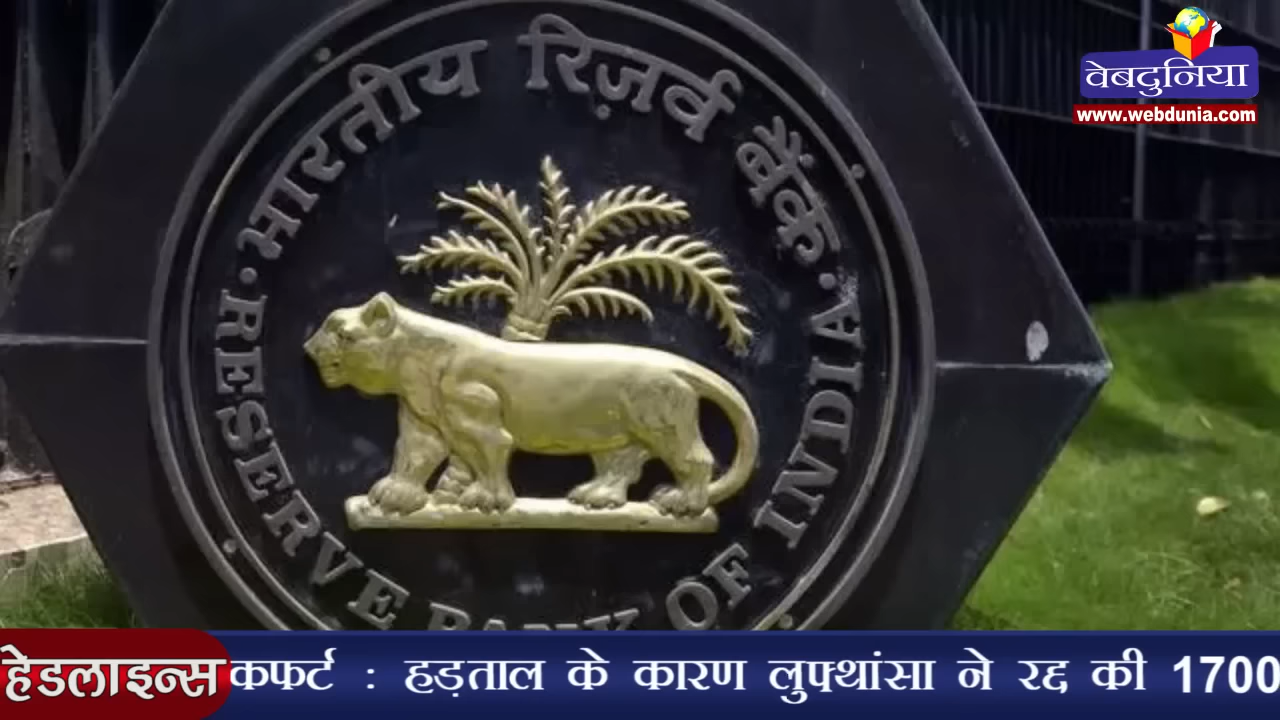 भारतीय रिज़र्व बैंक
RESERVE BANK OF INDIA
वेबदुनिया
www.webdunia.com
हेडलाइन्स
कफर्ट : हड़ताल के कारण लुफ्थांसा ने रद्द की 1700